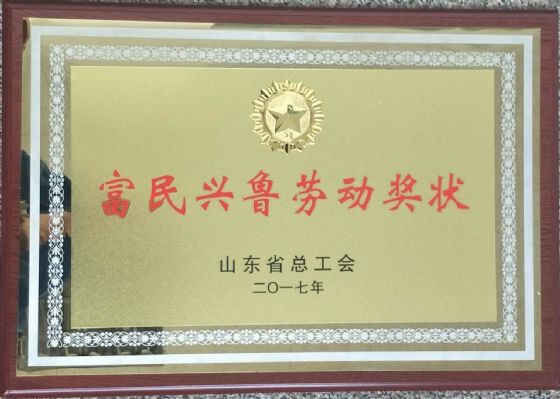 富民兴鲁劳动奖状
山东省总工会
二〇一七年